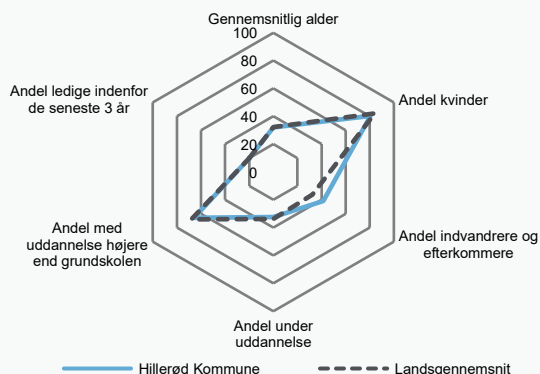 Gennemsnitlig alder
100
80
60
40
20
0
Andel kvinder
Andel indvandrere og
efterkommere
Andel under
uddannelse
Andel med
uddannelse højere
end grundskolen
Andel ledige indenfor
de seneste 3 år
Hillerød Kommune
Landsgennemsnit